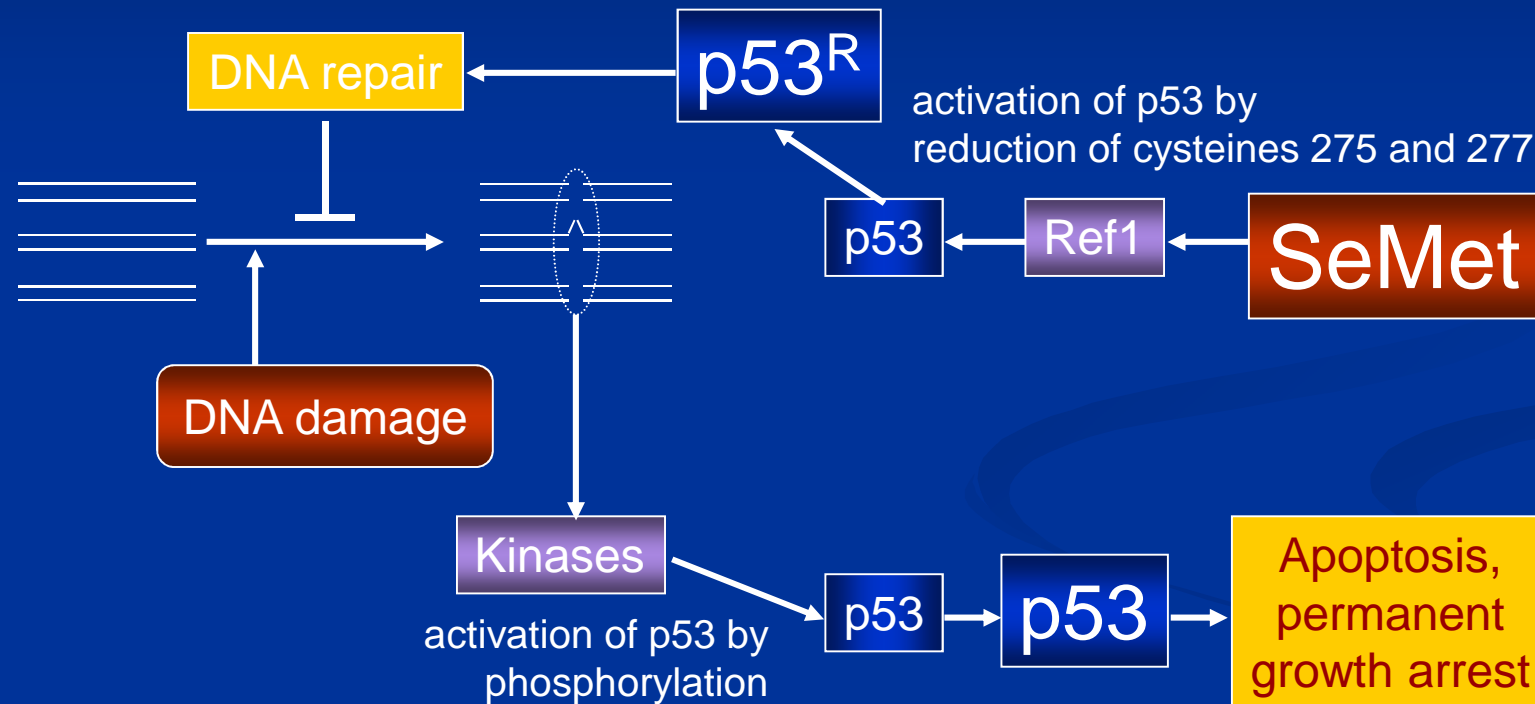 DNA repair
p53R
activation of p53 by
reduction of cysteines 275 and 277
p53
Ref1
SeMet
DNA damage
Kinases
activation of p53 by
phosphorylation
p53
p53
Apoptosis,
permanent
growth arrest